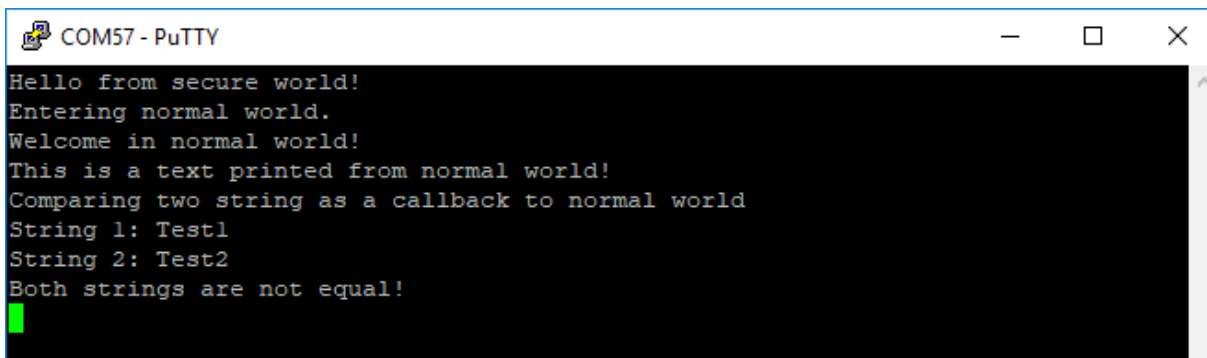 COM57 - PuTTY
Hello from secure world!
Entering normal world.
Welcome in normal world!
This is a text printed from normal world!
Comparing two string as a callback to normal world
String 1: Test1
String 2: Test2
Both strings are not equal!